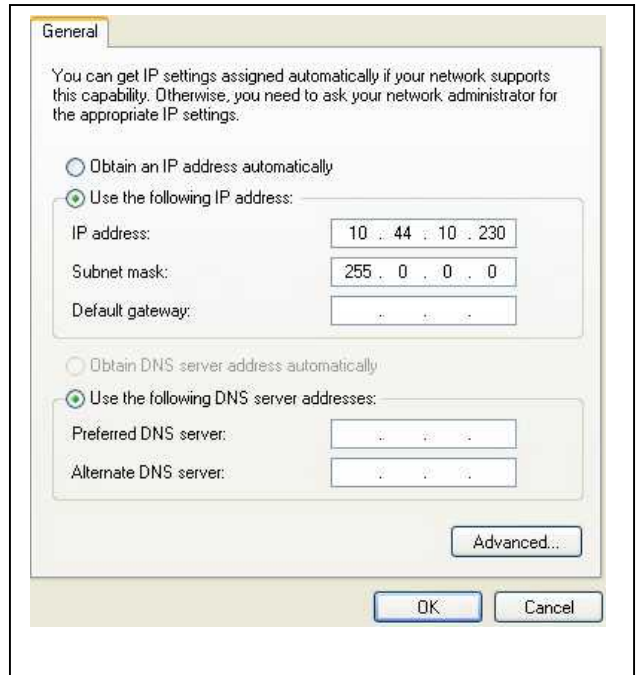 General
You can get IP settings assigned automatically if your network supports
this capability. Otherwise, you need to ask your network administrator for
the appropriate IP settings.
Obtain an IP address automatically
Use the following IP address:
IP address: 10 . 44 . 10 . 230
Subnet mask: 255 . 0 . 0 . 0
Default gateway: . . .
Obtain DNS server address automatically
Use the following DNS server addresses:
Preferred DNS server: . . .
Alternate DNS server: . . .
Advanced...
OK Cancel